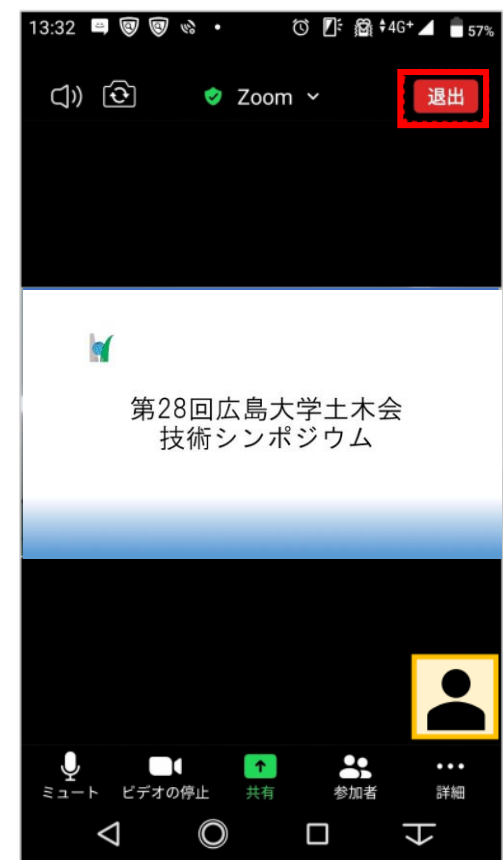 13:32
4G+
57%
Zoom
退出
第28回広島大学土木会
技術シンポジウム
ミュート
ビデオの停止
共有
参加者
詳細